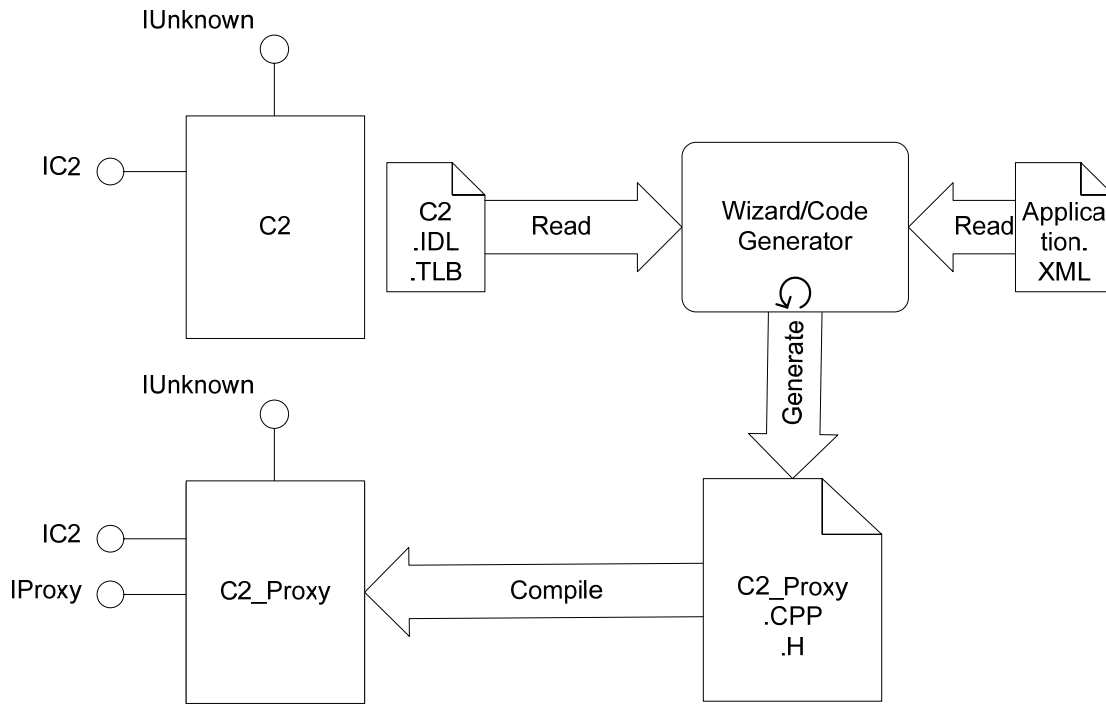 IUnknown
IC2
C2
C2
.IDL
.TLB
Read
Wizard/Code
Generator
Read
Applica
tion.
XML
Generate
IUnknown
IC2
IProxy
C2_Proxy
Compile
C2_Proxy
.CPP
.H